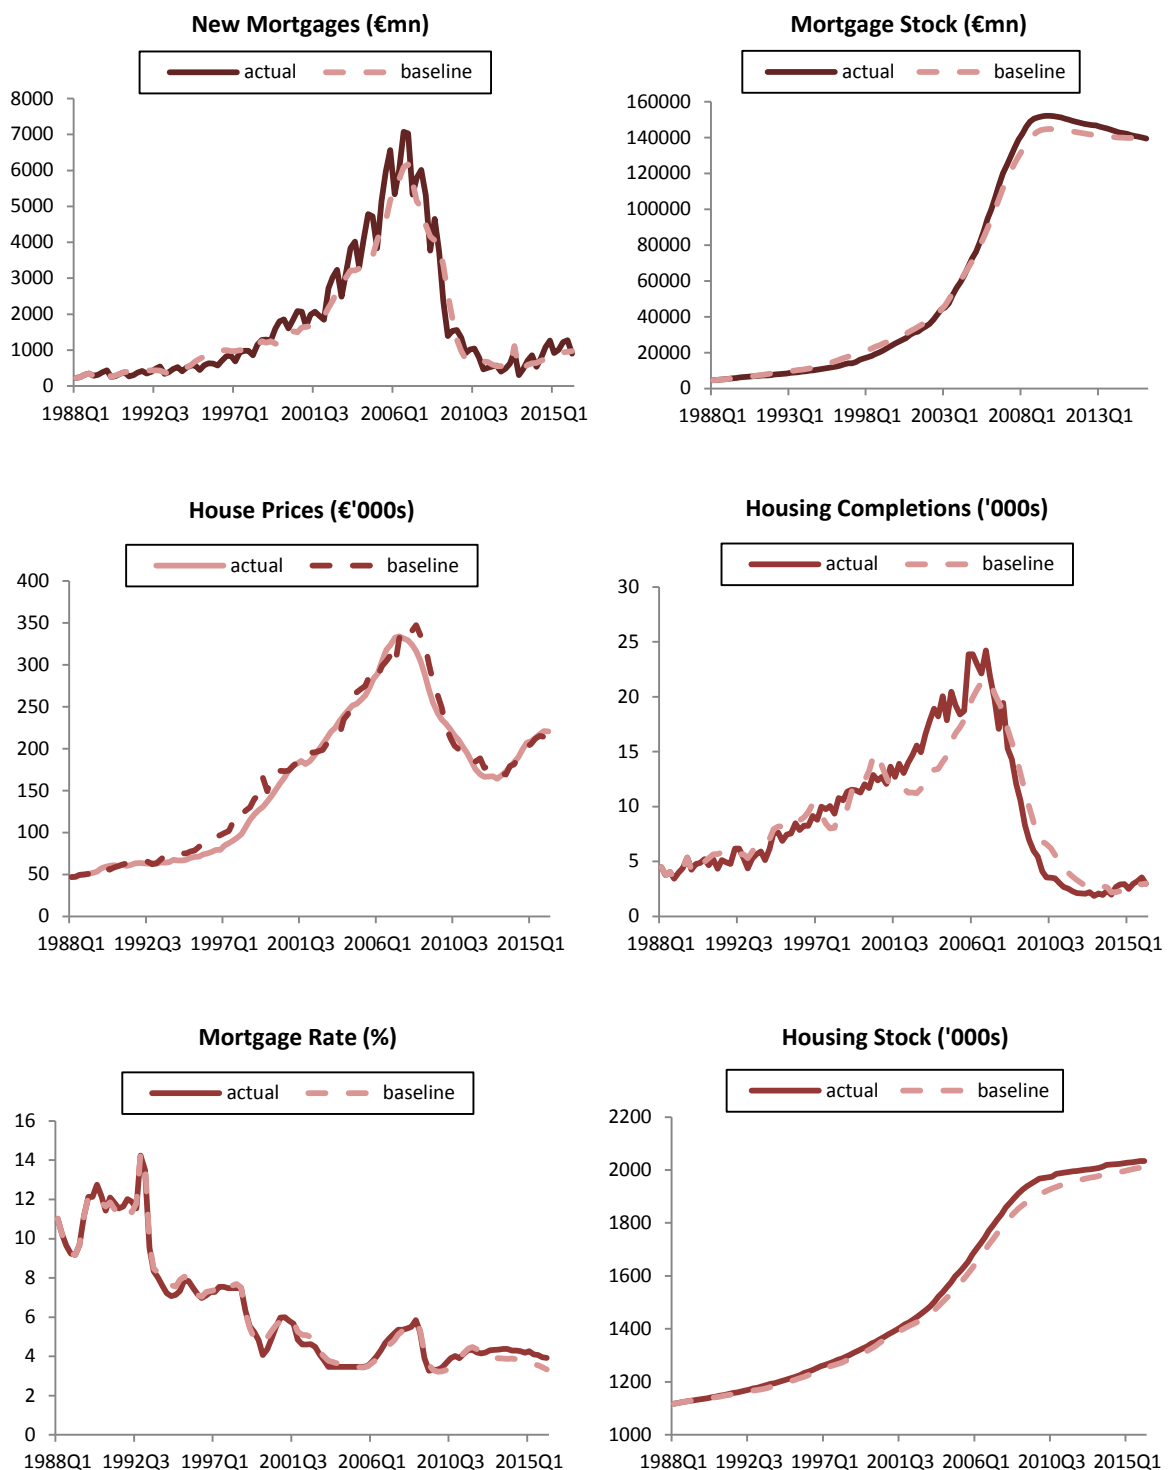 New Mortgages (€mn)
actual baseline
8000
7000
6000
5000
4000
3000
2000
1000
0
1988Q1 1992Q3 1997Q1 2001Q3 2006Q1 2010Q3 2015Q1
Mortgage Stock (€mn)
actual baseline
160000
140000
120000
100000
80000
60000
40000
20000
0
1988Q1 1993Q1 1998Q1 2003Q1 2008Q1 2013Q1
House Prices (€'000s)
actual baseline
400
350
300
250
200
150
100
50
0
1988Q1 1992Q3 1997Q1 2001Q3 2006Q1 2010Q3 2015Q1
Housing Completions ('000s)
actual baseline
30
25
20
15
10
5
0
1988Q1 1992Q3 1997Q1 2001Q3 2006Q1 2010Q3 2015Q1
Mortgage Rate (%)
actual baseline
16
14
12
10
8
6
4
2
0
1988Q1 1992Q3 1997Q1 2001Q3 2006Q1 2010Q3 2015Q1
Housing Stock ('000s)
actual baseline
2200
2000
1800
1600
1400
1200
1000
1988Q1 1992Q3 1997Q1 2001Q3 2006Q1 2010Q3 2015Q1